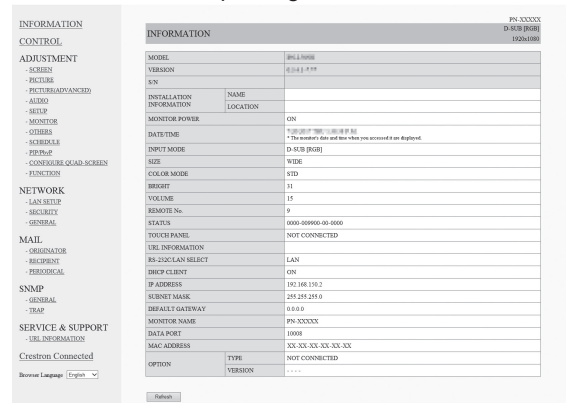 INFORMATION
CONTROL
ADJUSTMENT
- SCREEN
- PICTURE
- PICTURE(ADVANCED)
- AUDIO
- SETUP
- MONITOR
- OTHERS
- SCHEDULE
- PIP/PbyP
- CONFIGURE QUAD-SCREEN
- FUNCTION
NETWORK
- LAN SETUP
- SECURITY
- GENERAL
MAIL
- ORIGINATOR
- RECIPIENT
- PERIODICAL
SNMP
- GENERAL
- TRAP
SERVICE & SUPPORT
- URL INFORMATION
Crestron Connected
Browser Language English
PN-XXXXX
INFORMATION
D-SUB [RGB]
1920x1080
MODEL
VERSION
S/N
INSTALLATION INFORMATION
NAME
LOCATION
MONITOR POWER ON
DATE/TIME
* The monitor's date and time when you accessed it are displayed.
INPUT MODE D-SUB [RGB]
SIZE WIDE
COLOR MODE STD
BRIGHT 31
VOLUME 15
REMOTE No. 9
STATUS 0000-009900-00-0000
TOUCH PANEL NOT CONNECTED
URL INFORMATION
RS-232C/LAN SELECT LAN
DHCP CLIENT ON
IP ADDRESS 192.168.150.2
SUBNET MASK 255.255.255.0
DEFAULT GATEWAY 0.0.0.0
MONITOR NAME PN-XXXXX
DATA PORT 10008
MAC ADDRESS XX-XX-XX-XX-XX-XX
OPTION
TYPE NOT CONNECTED
VERSION - - - -
Refresh